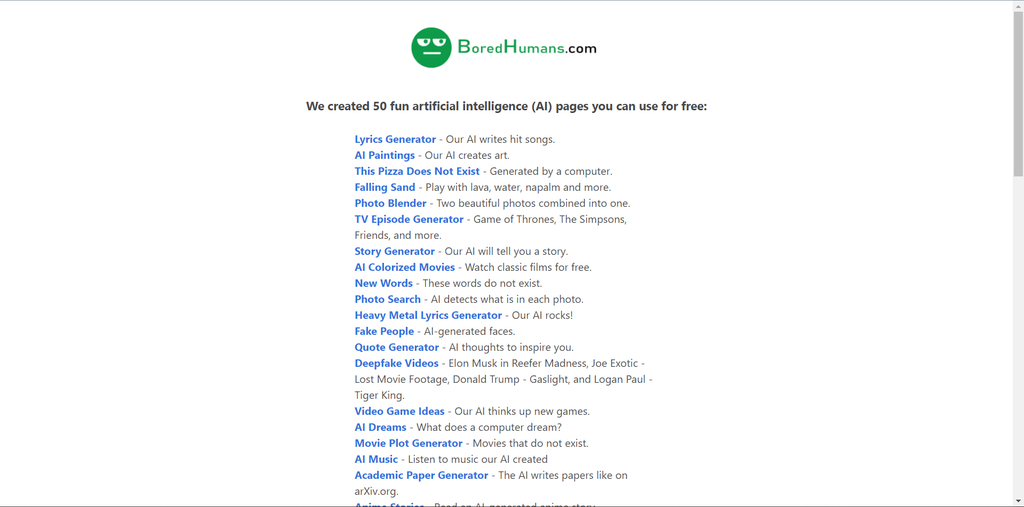 BoredHumans.com
We created 50 fun artificial intelligence (AI) pages you can use for free:
Lyrics Generator - Our AI writes hit songs.
AI Paintings - Our AI creates art.
This Pizza Does Not Exist - Generated by a computer.
Falling Sand - Play with lava, water, napalm and more.
Photo Blender - Two beautiful photos combined into one.
TV Episode Generator - Game of Thrones, The Simpsons,
Friends, and more.
Story Generator - Our AI will tell you a story.
AI Colorized Movies - Watch classic films for free.
New Words - These words do not exist.
Photo Search - AI detects what is in each photo.
Heavy Metal Lyrics Generator - Our AI rocks!
Fake People - AI-generated faces.
Quote Generator - AI thoughts to inspire you.
Deepfake Videos - Elon Musk in Reefer Madness, Joe Exotic -
Lost Movie Footage, Donald Trump - Gaslight, and Logan Paul -
Tiger King.
Video Game Ideas - Our AI thinks up new games.
AI Dreams - What does a computer dream?
Movie Plot Generator - Movies that do not exist.
AI Music - Listen to music our AI created
Academic Paper Generator - The AI writes papers like on
arXiv.org.
Anime Stories - Read an AI-generated anime story.